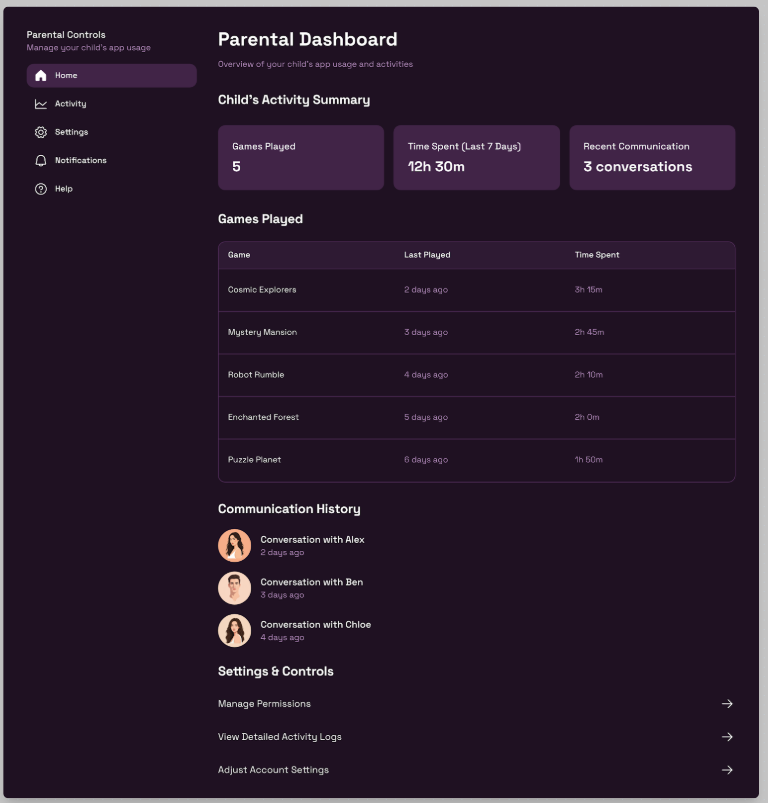 Parental Controls
Manage your child's app usage
Home
Activity
Settings
Notifications
Help
Parental Dashboard
Overview of your child's app usage and activities
Child's Activity Summary
Games Played
5
Time Spent (Last 7 Days)
12h 30m
Recent Communication
3 conversations
Games Played
Game Last Played Time Spent
Cosmic Explorers 2 days ago 3h 15m
Mystery Mansion 3 days ago 2h 45m
Robot Rumble 4 days ago 2h 10m
Enchanted Forest 5 days ago 2h 0m
Puzzle Planet 6 days ago 1h 50m
Communication History
Conversation with Alex
2 days ago
Conversation with Ben
3 days ago
Conversation with Chloe
4 days ago
Settings & Controls
Manage Permissions
View Detailed Activity Logs
Adjust Account Settings